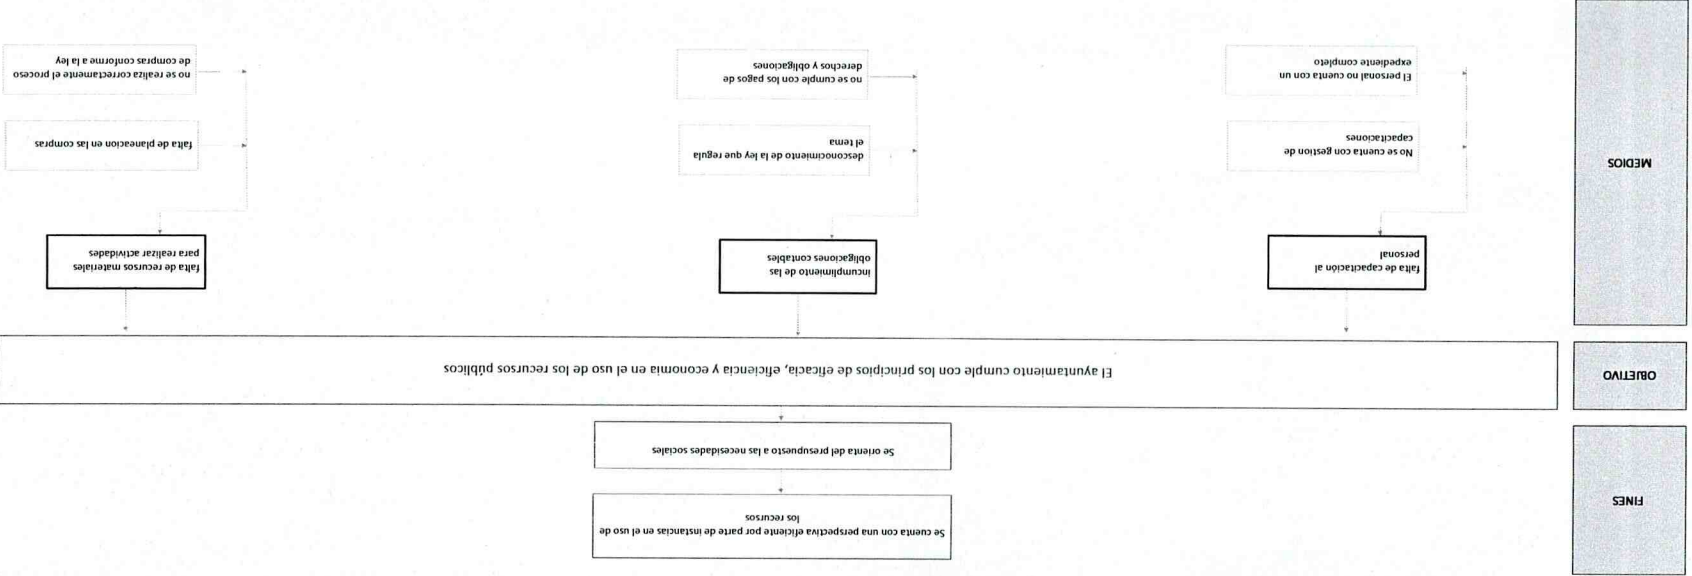 FINES
Se cuenta con una perspectiva eficiente por parte de instancias en el uso de
los recursos
Se orienta del presupuesto a las necesidades sociales
OBJETIVO
El ayuntamiento cumple con los principios de eficacia, eficiencia y economia en el uso de los recursos públicos
MEDIOS
falta de capacitación al
personal
incumplimiento de las
obligaciones contables
falta de recursos materiales
para realizar actividades
No se cuenta con gestion de
capacitaciones
desconocimiento de la ley que regula
el tema
falta de planeacion en las compras
El personal no cuenta con un
expediente completo
no se cumple con los pagos de
derechos y obligaciones
no se realiza correctamente el proceso
de compras conforme a la ley